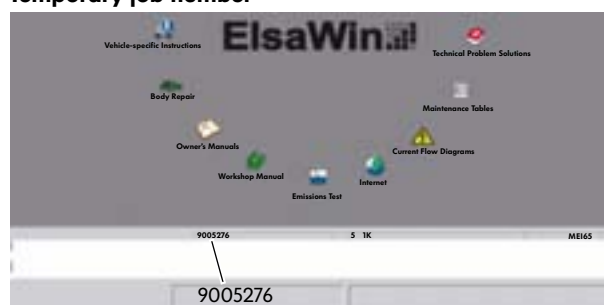 Temporary job number
ElsaWin
Vehicle-specific Instructions
Technical Problem Solutions
Body Repair
Maintenance Tables
Owner's Manuals
Current Flow Diagrams
Workshop Manual
Internet
Emissions Test
9005276 5 1K MEI65
9005276